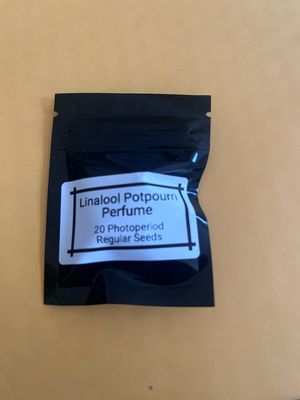 Linalool Potpourri
Perfume
20 Photoperiod
Regular Seeds